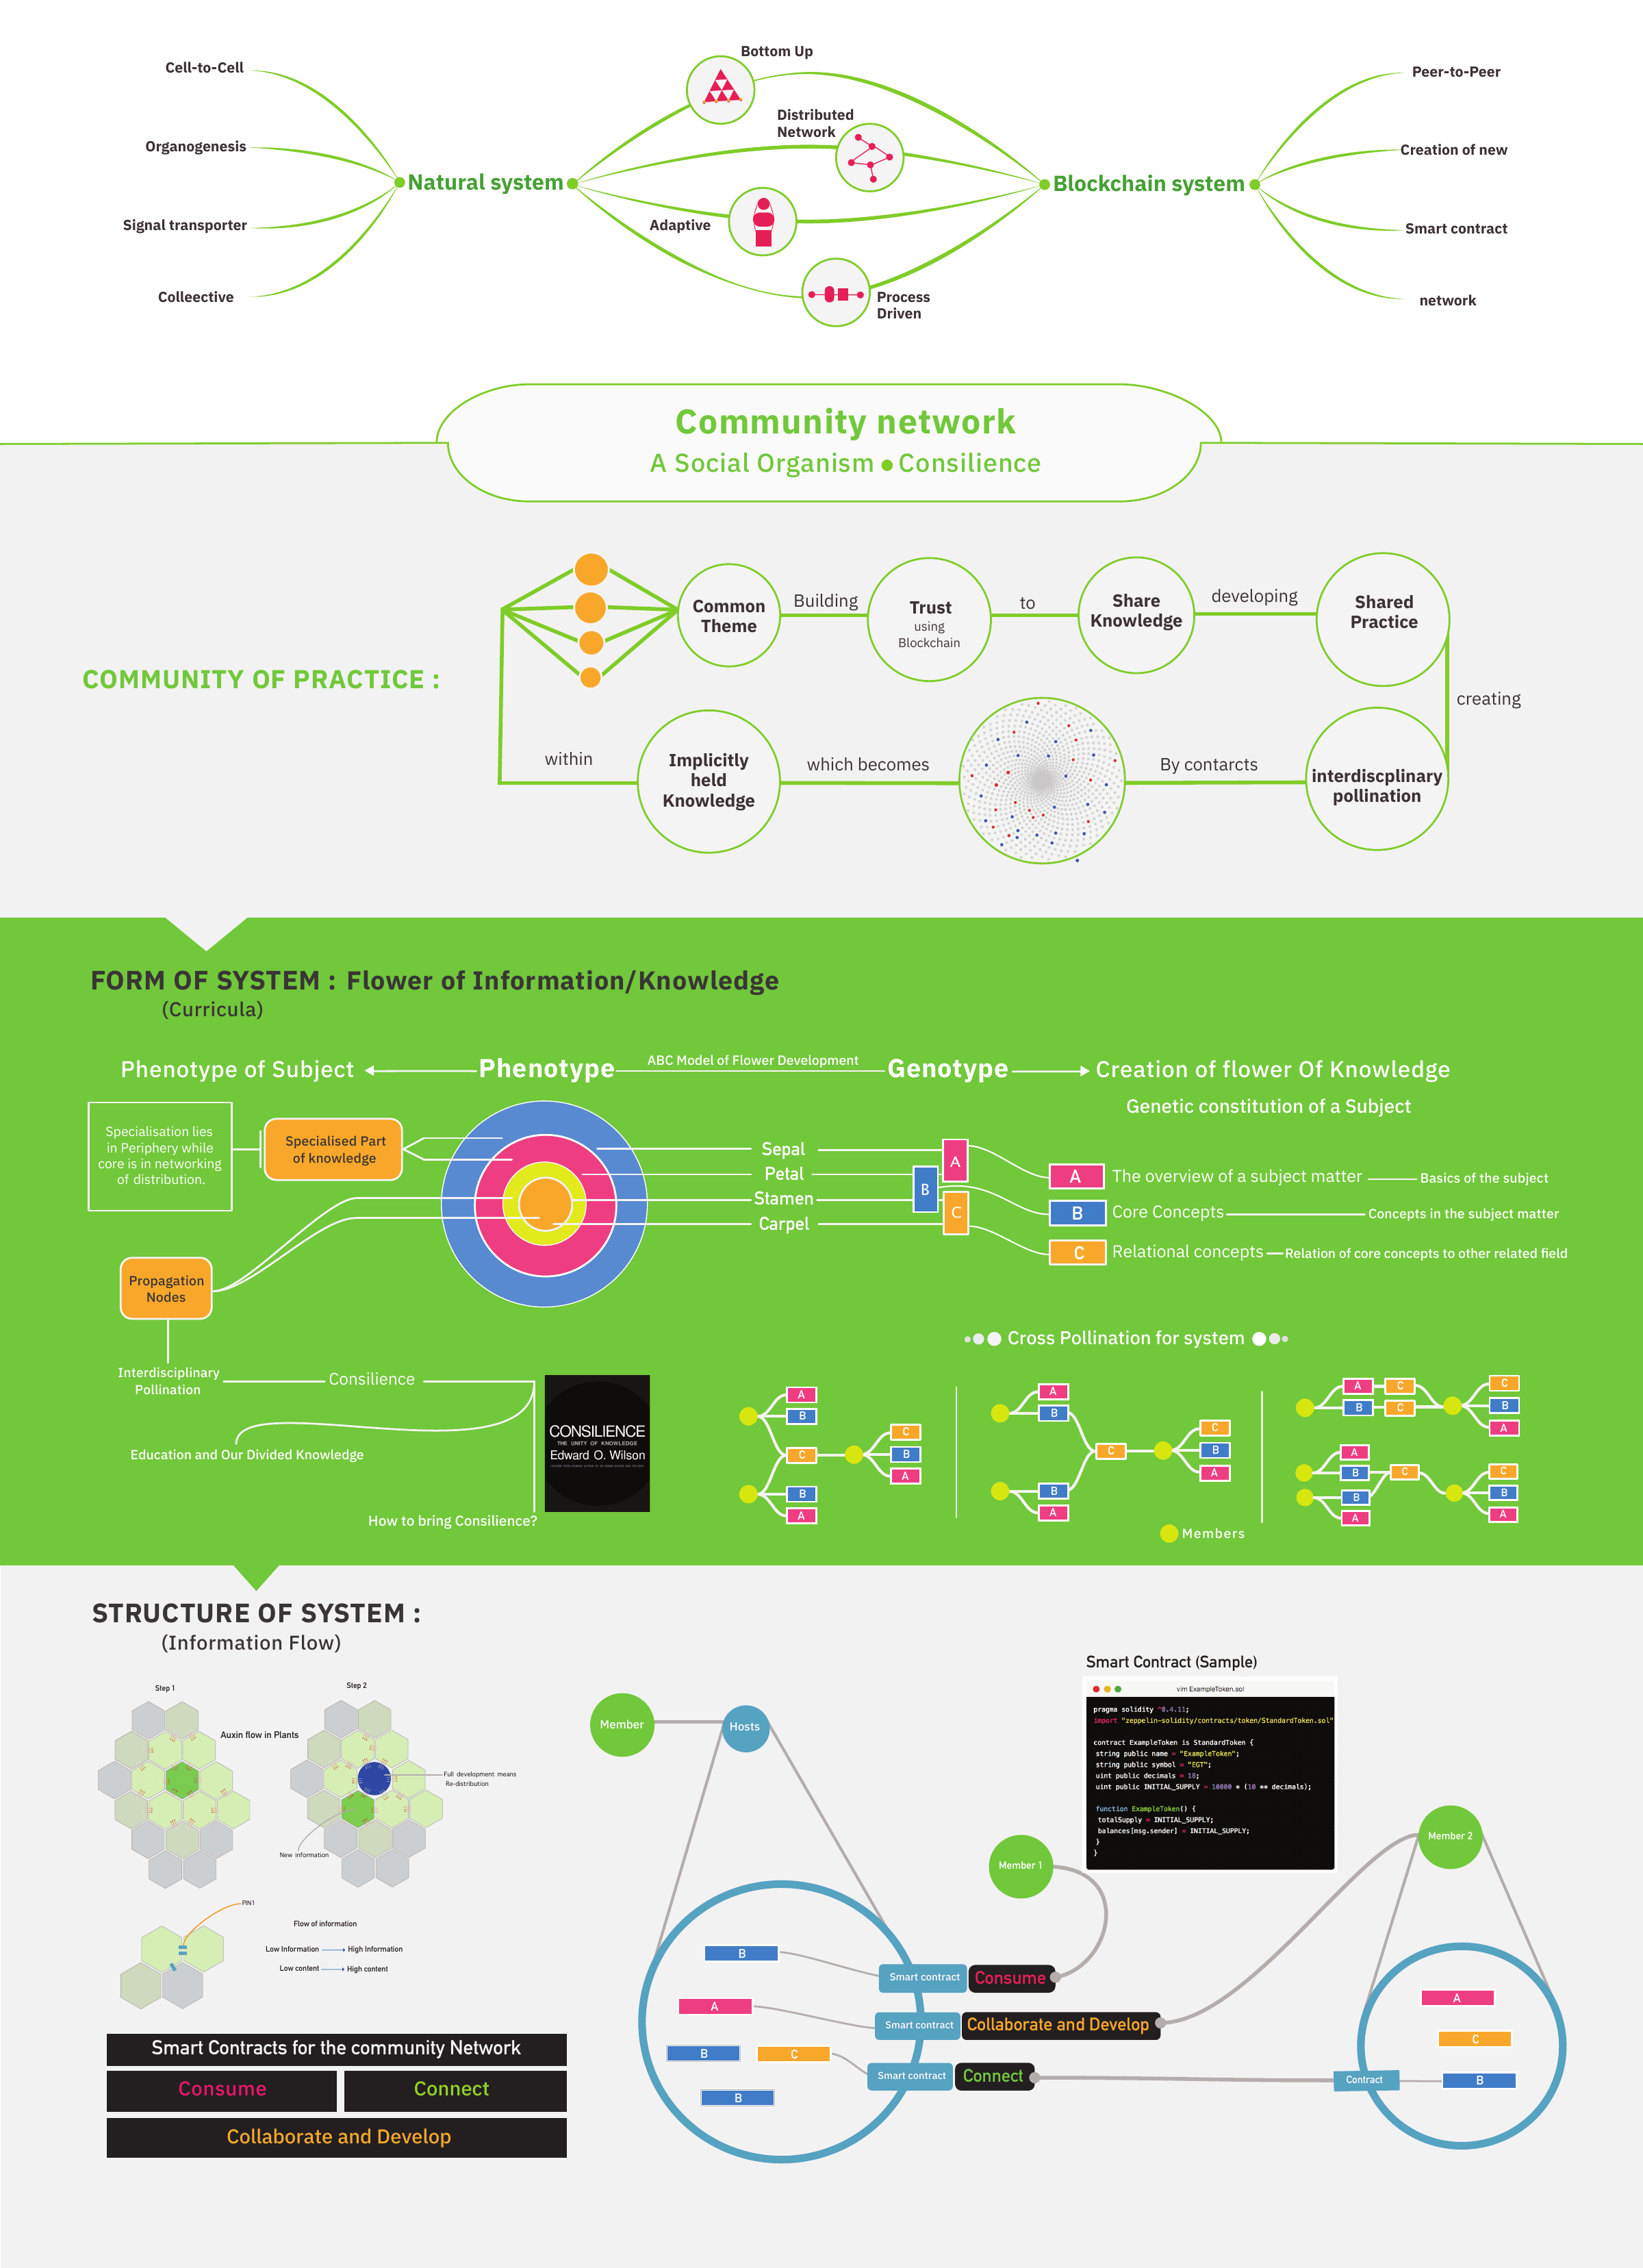 Bottom Up
Cell-to-Cell
Peer-to-Peer
Distributed
Network
Organogenesis
Creation of new
Natural system
Blockchain system
Signal transporter
Adaptive
Smart contract
Colleective
Process
Driven
network
Community network
A Social Organism ● Consilience
COMMUNITY OF PRACTICE :
Common
Theme
Building
Trust
using
Blockchain
to
Share
Knowledge
developing
Shared
Practice
creating
interdiscplinary
pollination
By contarcts
which becomes
Implicitly
held
Knowledge
within
FORM OF SYSTEM : Flower of Information/Knowledge
(Curricula)
Phenotype of Subject
Phenotype
ABC Model of Flower Development
Genotype
Creation of flower Of Knowledge
Genetic constitution of a Subject
Specialisation lies
in Periphery while
core is in networking
of distribution.
Specialised Part
of knowledge
Sepal
Petal
Stamen
Carpel
A
B
C
A The overview of a subject matter Basics of the subject
B Core Concepts Concepts in the subject matter
C Relational concepts Relation of core concepts to other related field
Propagation
Nodes
Interdisciplinary
Pollination
Consilience
Education and Our Divided Knowledge
How to bring Consilience?
CONSILIENCE
THE UNITY OF KNOWLEDGE
Edward O. Wilson
Cross Pollination for system
A
B
C
B
A
C
B
A
A
B
C
B
A
C
B
A
A C
B C
C
B
A
A
B
C
B
A
C
B
A
Members
STRUCTURE OF SYSTEM :
(Information Flow)
Step 1
Step 2
Auxin flow in Plants
Full development means
Re-distribution
New information
PIN1
Flow of information
Low Information High Information
Low content High content
Smart Contracts for the community Network
Consume
Connect
Collaborate and Develop
Smart Contract (Sample)
vim ExampleToken.sol
pragma solidity ^0.4.11;
import "zeppelin-solidity/contracts/token/StandardToken.sol"
contract ExampleToken is StandardToken {
string public name = "ExampleToken";
string public symbol = "EGT";
uint public decimals = 18;
uint public INITIAL_SUPPLY = 10000 * (10 ** decimals);
function ExampleToken() {
totalSupply = INITIAL_SUPPLY;
balances[msg.sender] = INITIAL_SUPPLY;
}
}
Member
Hosts
Member 1
Member 2
B
Smart contract
Consume
A
Smart contract
Collaborate and Develop
B
C
Smart contract
Connect
B
A
C
Contract
B